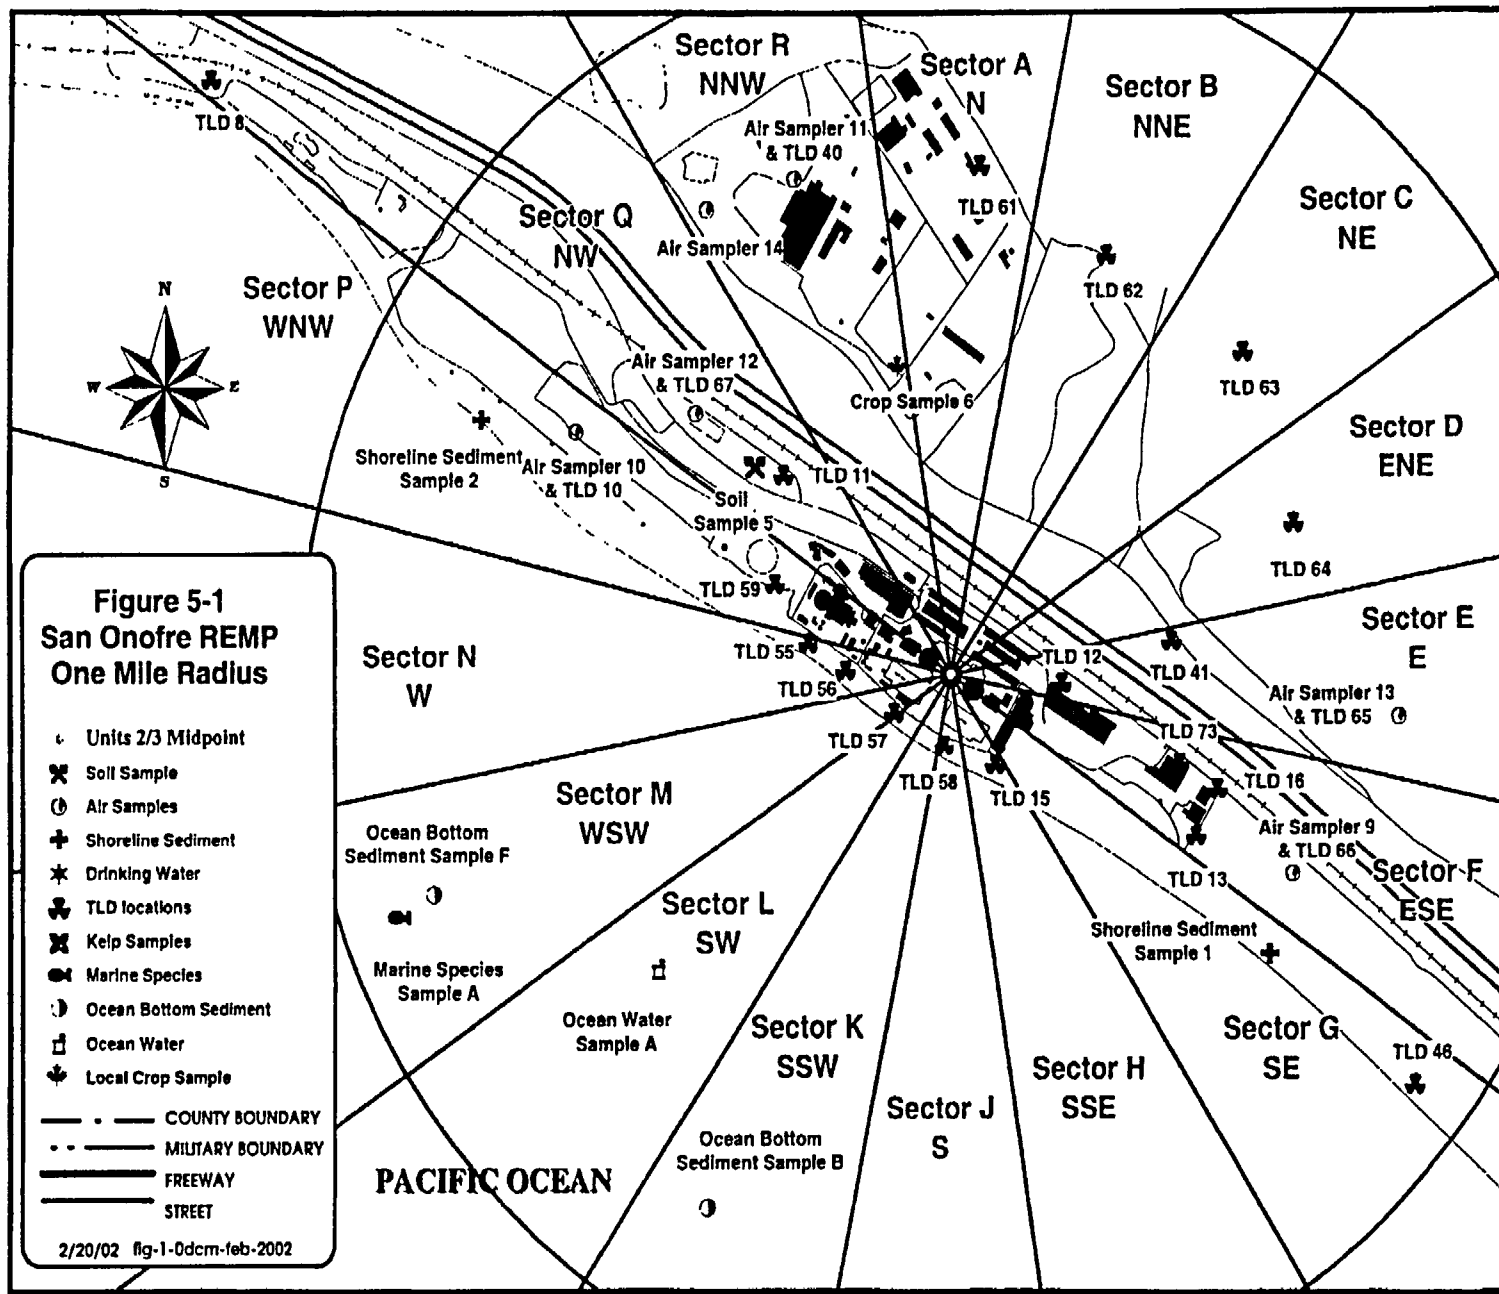 Sector R
NNW
Sector A
N
Sector B
NNE
Sector C
NE
Sector D
ENE
Sector E
E
Sector F
ESE
Sector G
SE
Sector H
SSE
Sector J
S
Sector K
SSW
Sector L
SW
Sector M
WSW
Sector N
W
Sector P
WNW
Sector Q
NW
N
W
E
S
TLD 8
Air Sampler 11
& TLD 40
Air Sampler 14
TLD 61
TLD 62
TLD 63
TLD 64
Air Sampler 12
& TLD 67
Crop Sample 6
Shoreline Sediment
Sample 2
Air Sampler 10
& TLD 10
TLD 11
Soil
Sample 5
TLD 59
TLD 55
TLD 56
TLD 57
TLD 58
TLD 15
TLD 12
TLD 41
Air Sampler 13
& TLD 65
TLD 73
TLD 16
Air Sampler 9
& TLD 66
TLD 13
Shoreline Sediment
Sample 1
TLD 46
Ocean Bottom
Sediment Sample F
Marine Species
Sample A
Ocean Water
Sample A
Ocean Bottom
Sediment Sample B
PACIFIC OCEAN
Figure 5-1
San Onofre REMP
One Mile Radius
Units 2/3 Midpoint
Soil Sample
Air Samples
Shoreline Sediment
Drinking Water
TLD locations
Kelp Samples
Marine Species
Ocean Bottom Sediment
Ocean Water
Local Crop Sample
COUNTY BOUNDARY
MILITARY BOUNDARY
FREEWAY
STREET
2/20/02 fig-1-0dcm-feb-2002